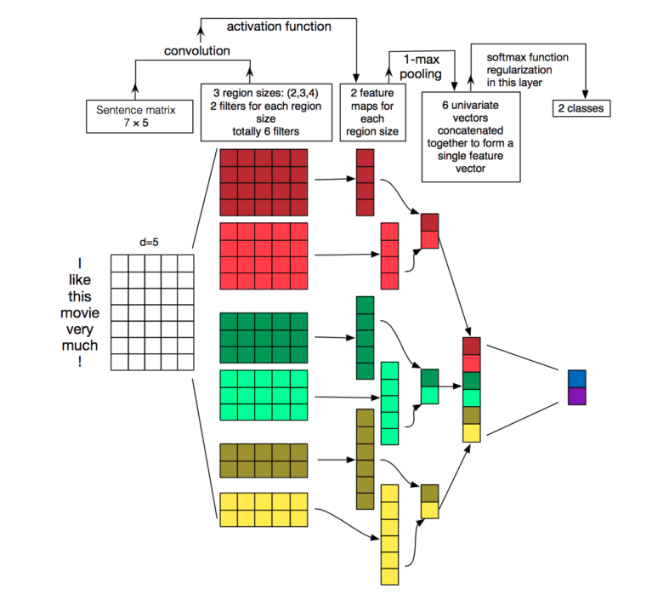 activation function
convolution
1-max
pooling
softmax function
regularization
in this layer
Sentence matrix
7 × 5
3 region sizes: (2,3,4)
2 filters for each region
size
totally 6 filters
2 feature
maps for
each
region size
6 univariate
vectors
concatenated
together to form a
single feature
vector
2 classes
d=5
I
like
this
movie
very
much
!